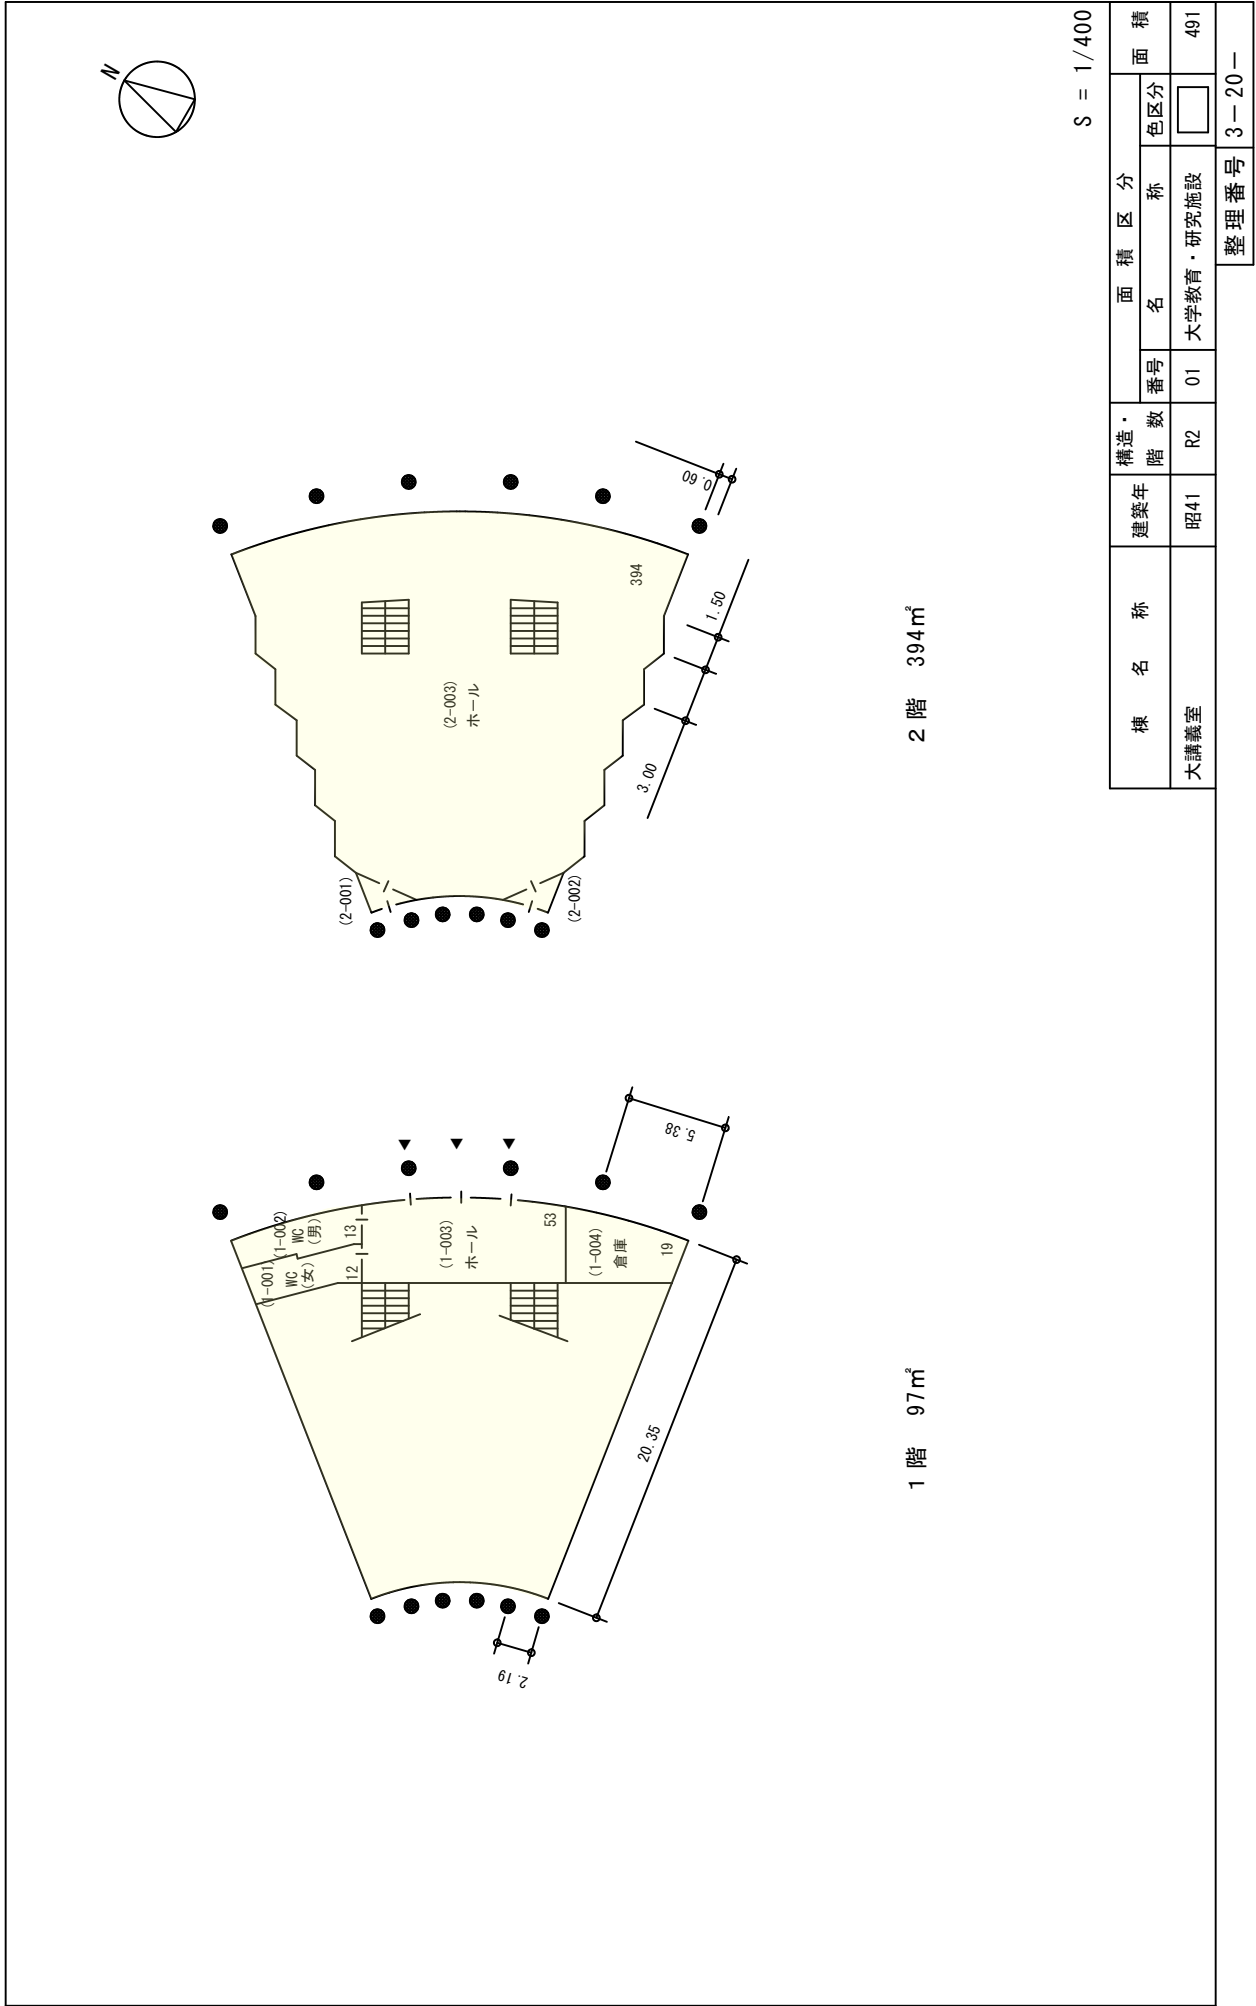 N
(1-001)
WC
(女)
12
(1-002)
WC
(男)
13
(1-003)
ホール
53
(1-004)
倉庫
19
2.19
20.35
5.38
1階 97㎡
(2-001)
(2-002)
(2-003)
ホール
394
3.00
1.50
0.60
2階 394㎡
S = 1/400
棟名称 建築年 構造・階数 面積区分 面積
番号 名称 色区分
大講義室 昭41 R2 01 大学教育・研究施設 491
整理番号 3－20－